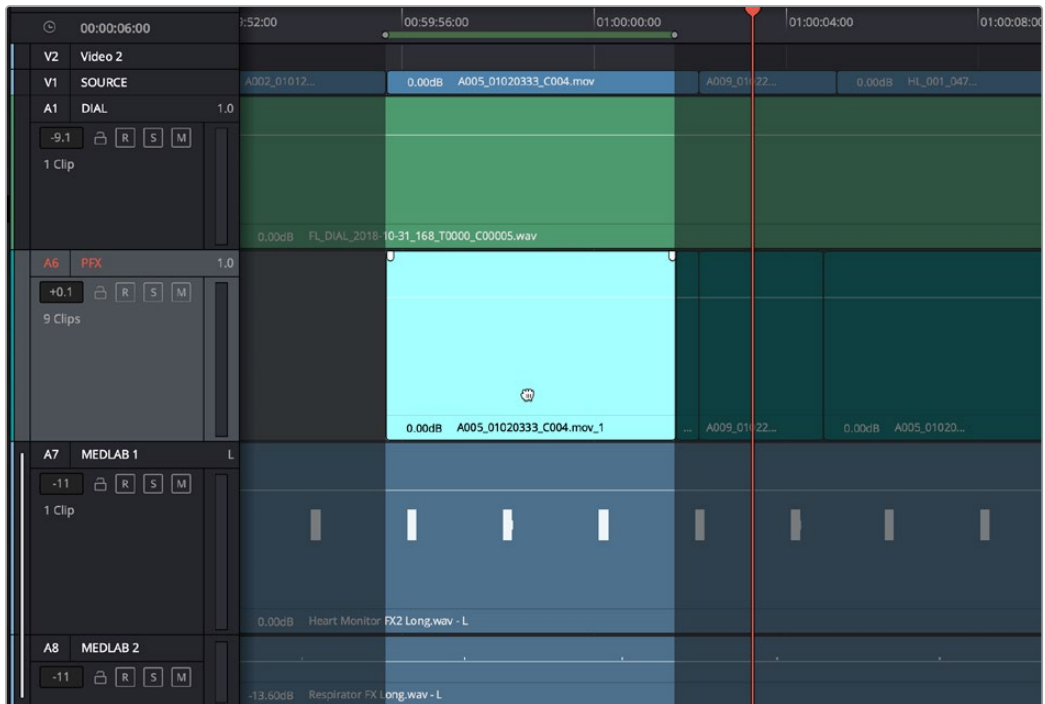 00:00:06:00 9:52:00 00:59:56:00 01:00:00:00 01:00:04:00 01:00:08:00
V2 Video 2
V1 SOURCE A002_01012... 0.00dB A005_01020333_C004.mov A009_01022... 0.00dB HL_001_047...
A1 DIAL 1.0
-9.1 R S M
1 Clip
0.00dB FL_DIAL_2018-10-31_168_T0000_C00005.wav
A6 PFX 1.0
+0.1 R S M
9 Clips
0.00dB A005_01020333_C004.mov_1 ... A009_01022... 0.00dB A005_01020...
A7 MEDLAB 1 L
-11 R S M
1 Clip
0.00dB Heart Monitor FX2 Long.wav - L
A8 MEDLAB 2
-11 R S M
-13.60dB Respirator FX Long.wav - L